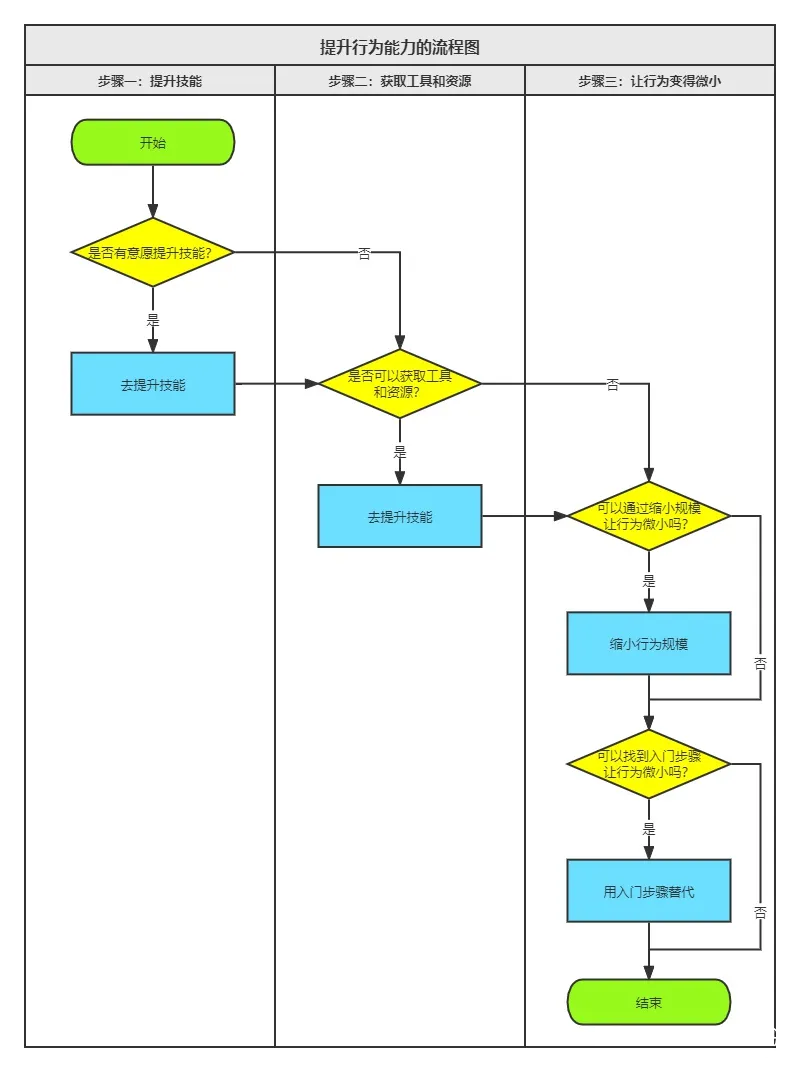 提升行为能力的流程图
步骤一：提升技能
步骤二：获取工具和资源
步骤三：让行为变得微小
开始
是否有意愿提升技能？
否
是
去提升技能
是否可以获取工具
和资源？
否
是
去提升技能
可以通过缩小规模
让行为微小吗？
是
缩小行为规模
否
可以找到入门步骤
让行为微小吗？
是
用入门步骤替代
否
结束